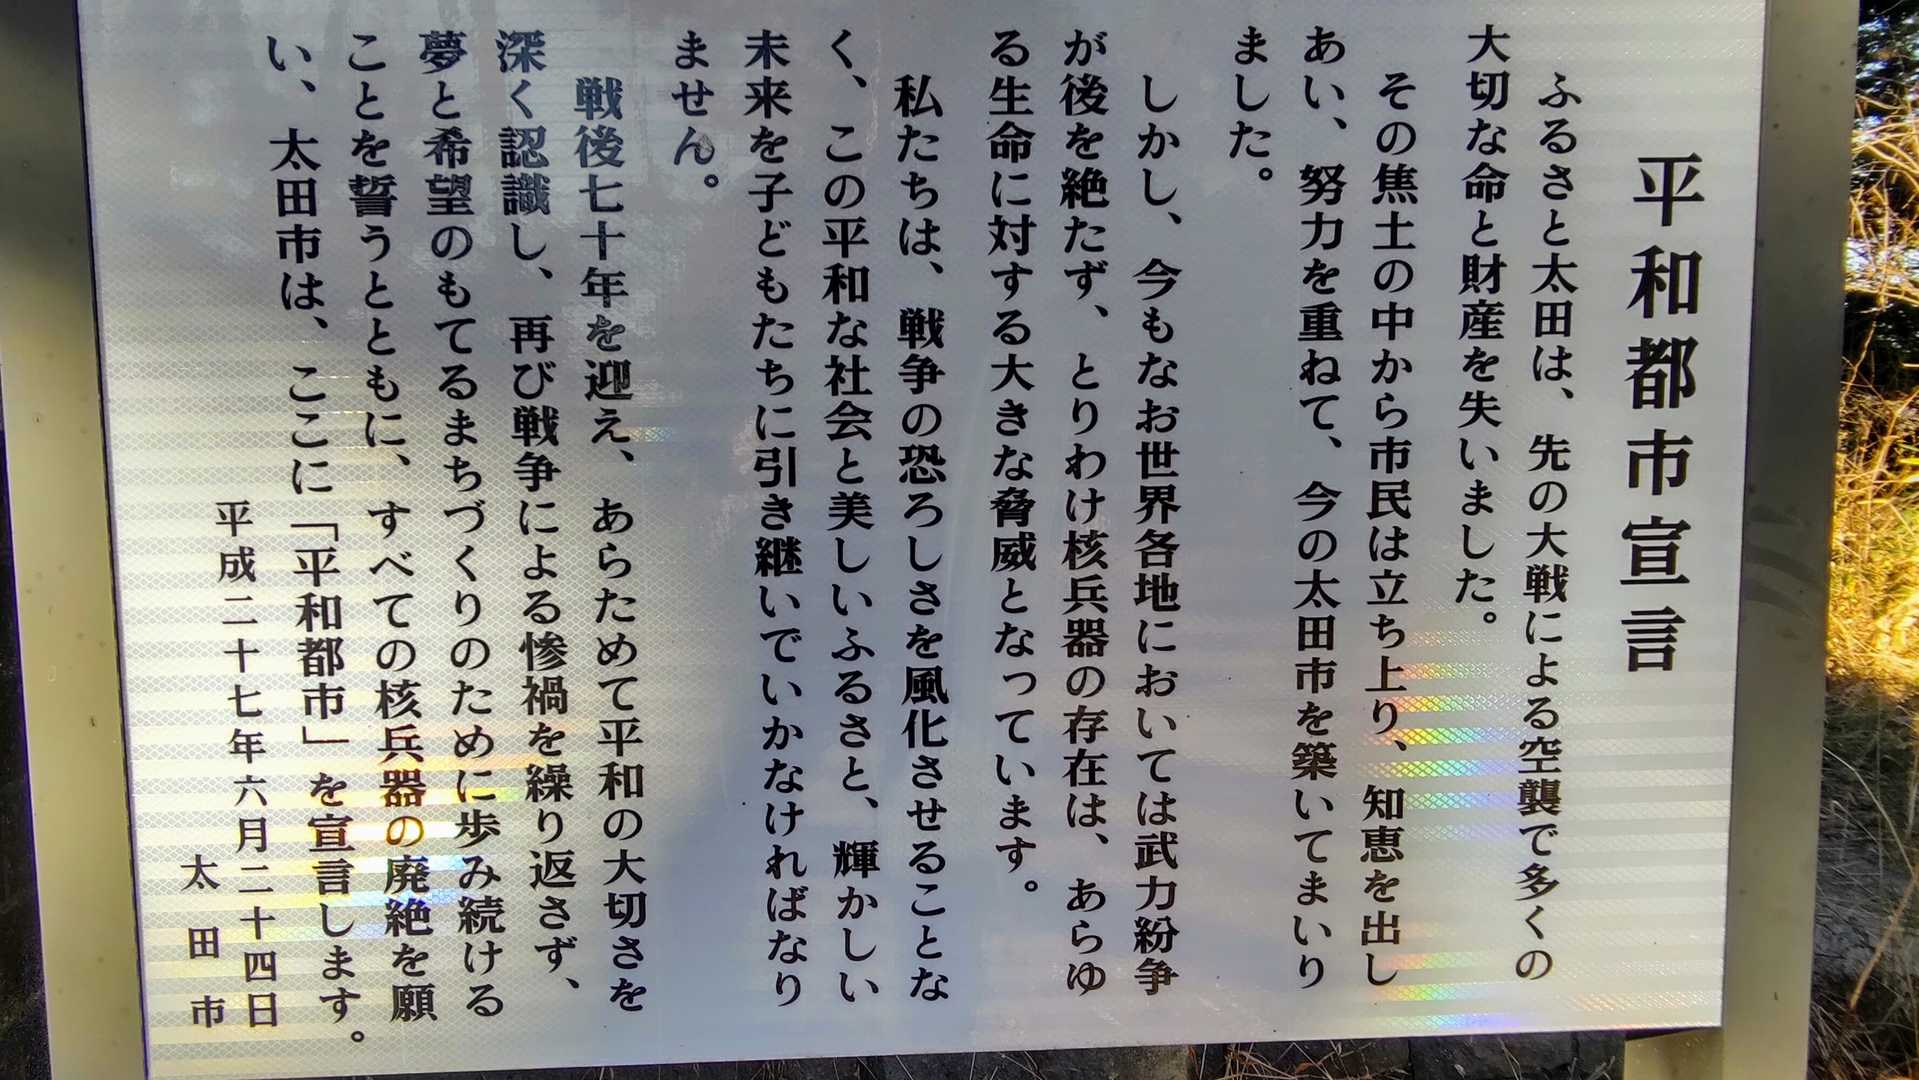 平和都市宣言
ふるさと太田は、先の大戦による空襲で多くの
大切な命と財産を失いました。
その焦土の中から市民は立ち上り、知恵を出し
あい、努力を重ねて、今の太田市を築いてまいり
ました。
しかし、今もなお世界各地においては武力紛争
が後を絶たず、とりわけ核兵器の存在は、あらゆ
る生命に対する大きな脅威となっています。
私たちは、戦争の恐ろしさを風化させることな
く、この平和な社会と美しいふるさと、輝かしい
未来を子どもたちに引き継いでいかなければなり
ません。
戦後七十年を迎え、あらためて平和の大切さを
深く認識し、再び戦争による惨禍を繰り返さず、
夢と希望のもてるまちづくりのために歩み続ける
ことを誓うとともに、すべての核兵器の廃絶を願
い、太田市は、ここに「平和都市」を宣言します。
平成二十七年六月二十四日
太田市